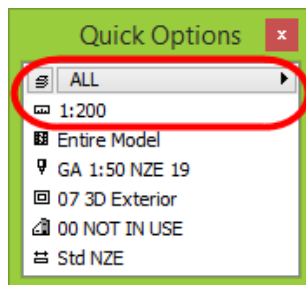 Quick Options x
ALL
1:200
Entire Model
GA 1:50 NZE 19
07 3D Exterior
00 NOT IN USE
Std NZE